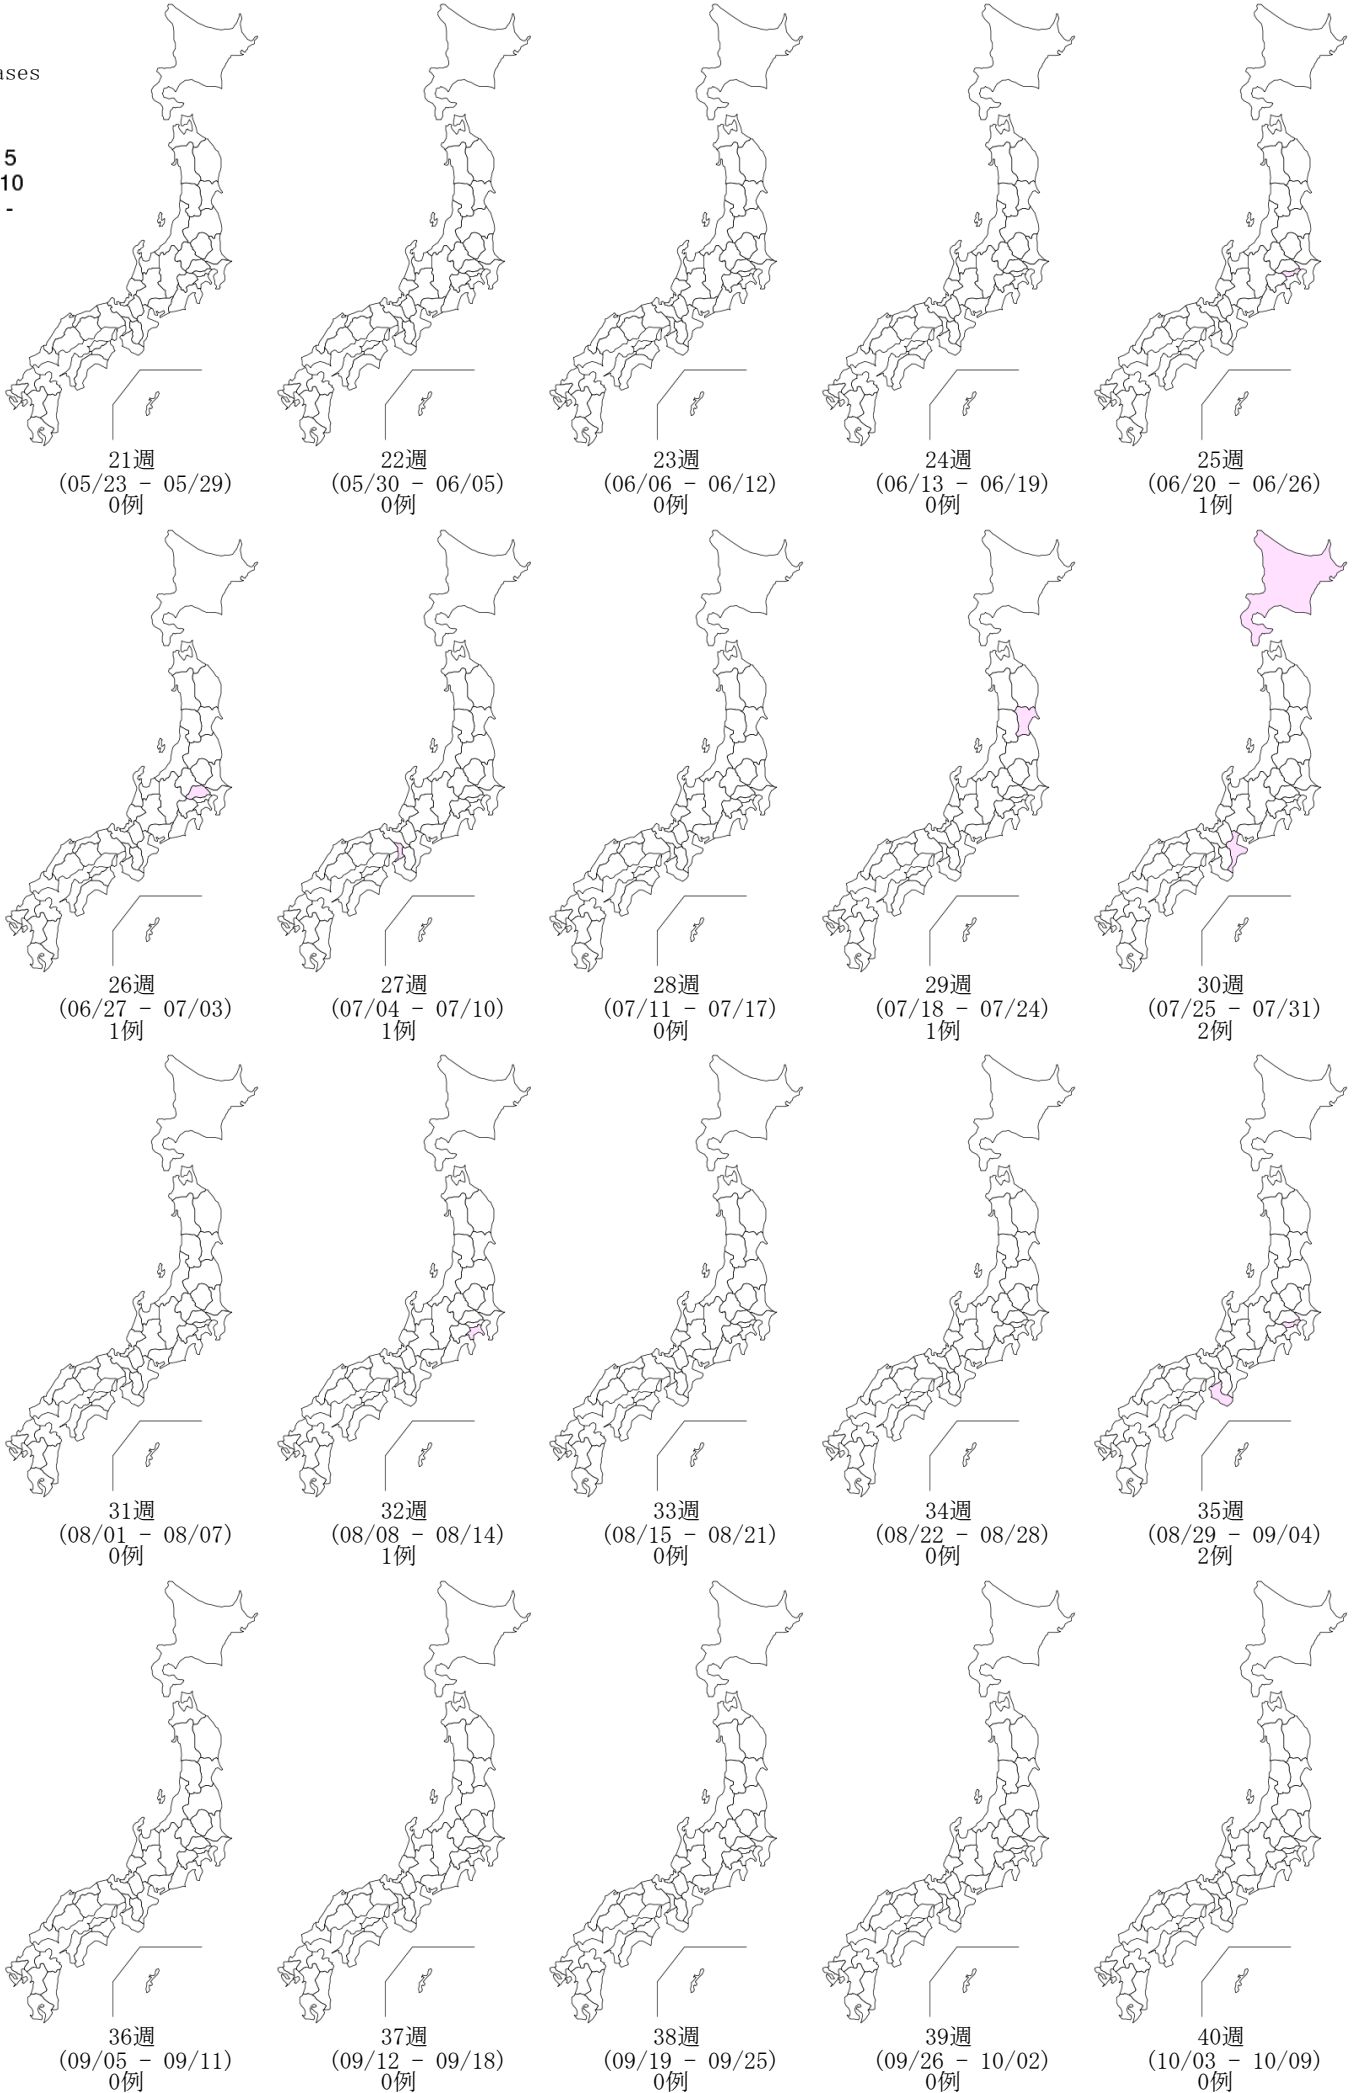 ases
5
10
-
21週
(05/23 - 05/29)
0例
22週
(05/30 - 06/05)
0例
23週
(06/06 - 06/12)
0例
24週
(06/13 - 06/19)
0例
25週
(06/20 - 06/26)
1例
26週
(06/27 - 07/03)
1例
27週
(07/04 - 07/10)
1例
28週
(07/11 - 07/17)
0例
29週
(07/18 - 07/24)
1例
30週
(07/25 - 07/31)
2例
31週
(08/01 - 08/07)
0例
32週
(08/08 - 08/14)
1例
33週
(08/15 - 08/21)
0例
34週
(08/22 - 08/28)
0例
35週
(08/29 - 09/04)
2例
36週
(09/05 - 09/11)
0例
37週
(09/12 - 09/18)
0例
38週
(09/19 - 09/25)
0例
39週
(09/26 - 10/02)
0例
40週
(10/03 - 10/09)
0例